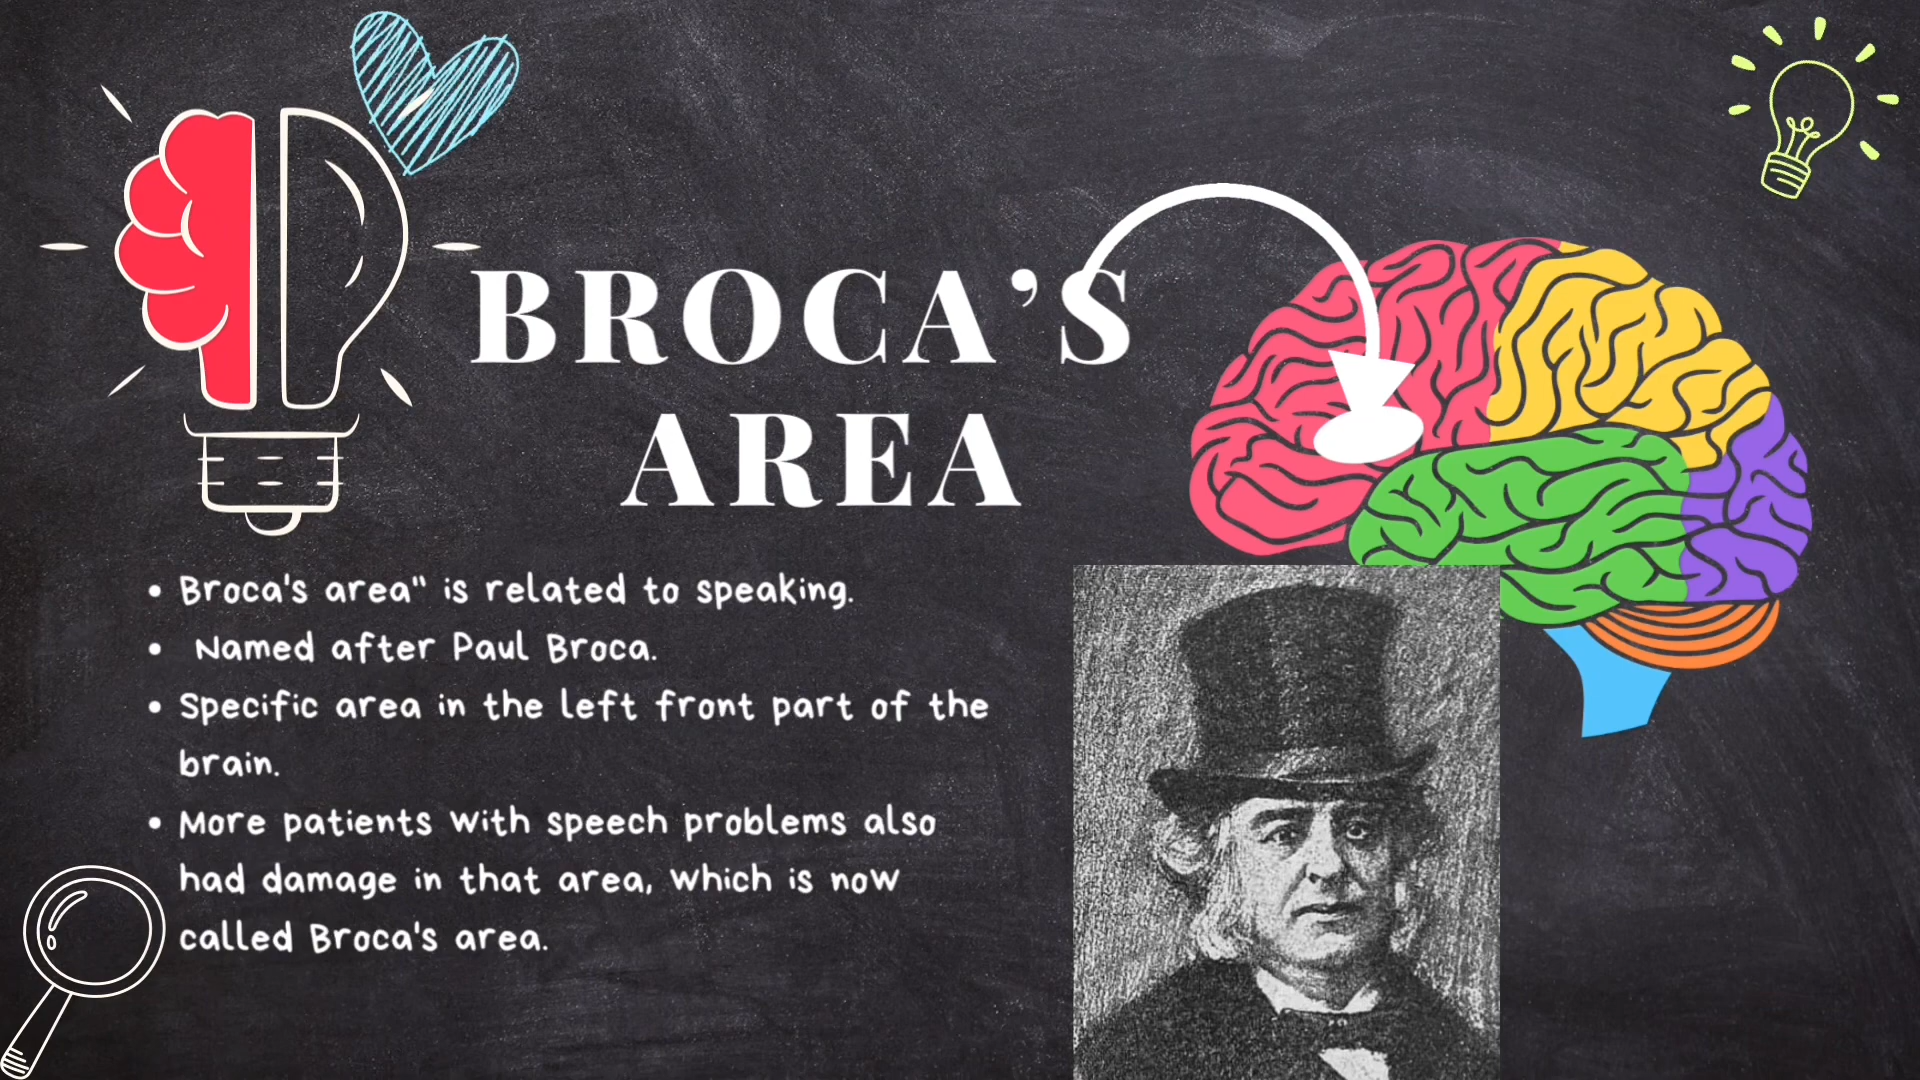 BROCA'S
AREA
• Broca's area" is related to speaking.
• Named after Paul Broca.
• Specific area in the left front part of the
brain.
• More patients with speech problems also
had damage in that area, which is now
called Broca's area.